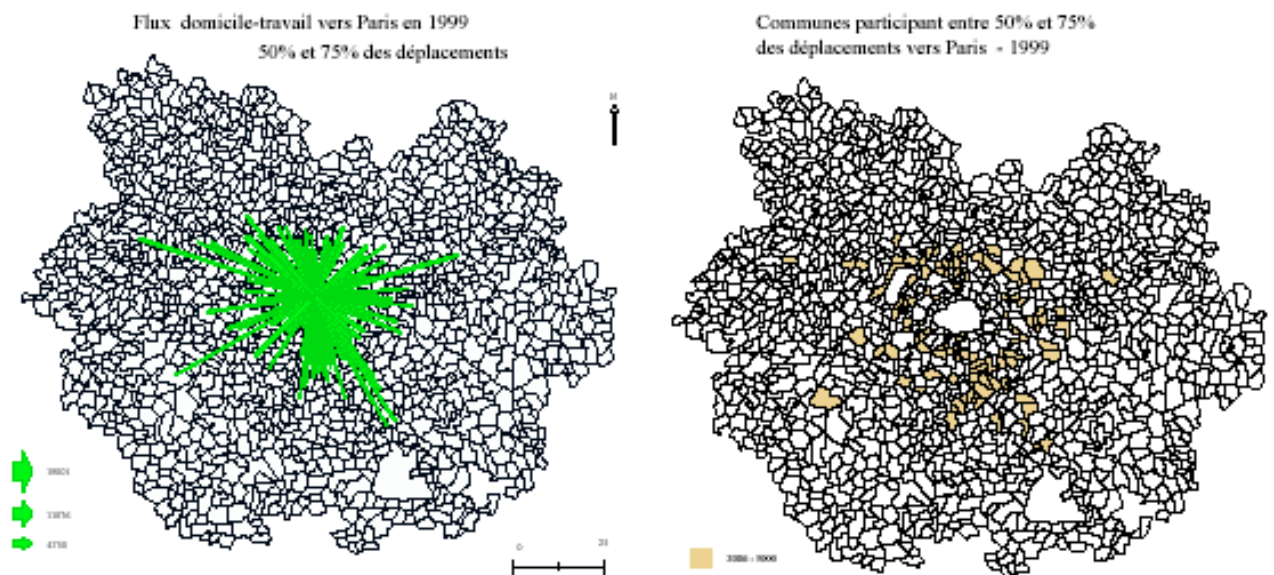 Flux domicile-travail vers Paris en 1999
50% et 75% des déplacements
Communes participant entre 50% et 75%
des déplacements vers Paris - 1999
N
0